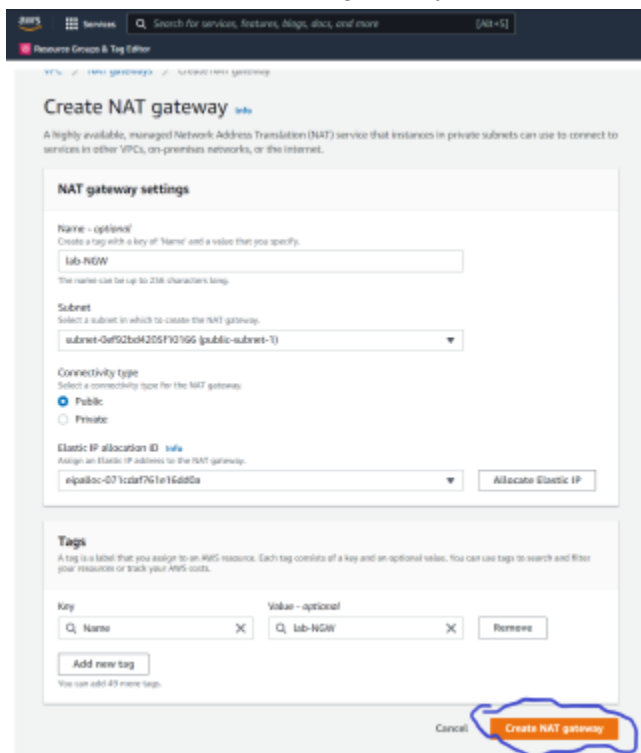 aws
Services
Search for services, features, blogs, docs, and more
[Alt+S]
Resource Groups & Tag Editor
VPC > NAT gateways > Create NAT gateway
Create NAT gateway Info
A highly available, managed Network Address Translation (NAT) service that instances in private subnets can use to connect to
services in other VPCs, on-premises networks, or the internet.
NAT gateway settings
Name - optional
Create a tag with a key of 'Name' and a value that you specify.
lab-NGW
The name can be up to 256 characters long.
Subnet
Select a subnet in which to create the NAT gateway.
(public-subnet-1)
Connectivity type
Select a connectivity type for the NAT gateway.
Public
Private
Elastic IP allocation ID Info
Assign an Elastic IP address to the NAT gateway.
Allocate Elastic IP
Tags
A tag is a label that you assign to an AWS resource. Each tag consists of a key and an optional value. You can use tags to search and filter
your resources or track your AWS costs.
Key
Value - optional
Name
lab-NGW
Remove
Add new tag
You can add 49 more tags.
Cancel
Create NAT gateway